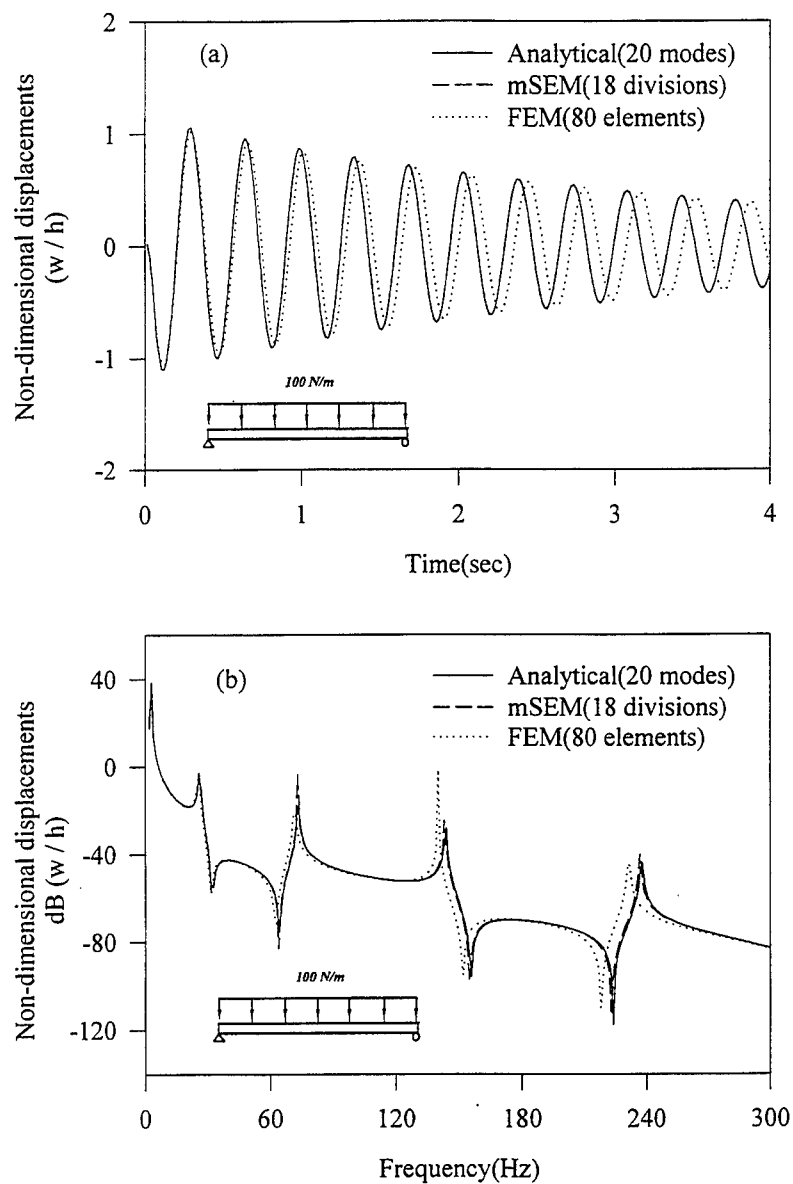 (a)
Analytical(20 modes)
mSEM(18 divisions)
FEM(80 elements)
Non-dimensional displacements
(w / h)
2
1
0
-1
-2
100 N/m
0
1
2
3
4
Time(sec)
(b)
Analytical(20 modes)
mSEM(18 divisions)
FEM(80 elements)
Non-dimensional displacements
dB (w / h)
40
0
-40
-80
-120
100 N/m
0
60
120
180
240
300
Frequency(Hz)